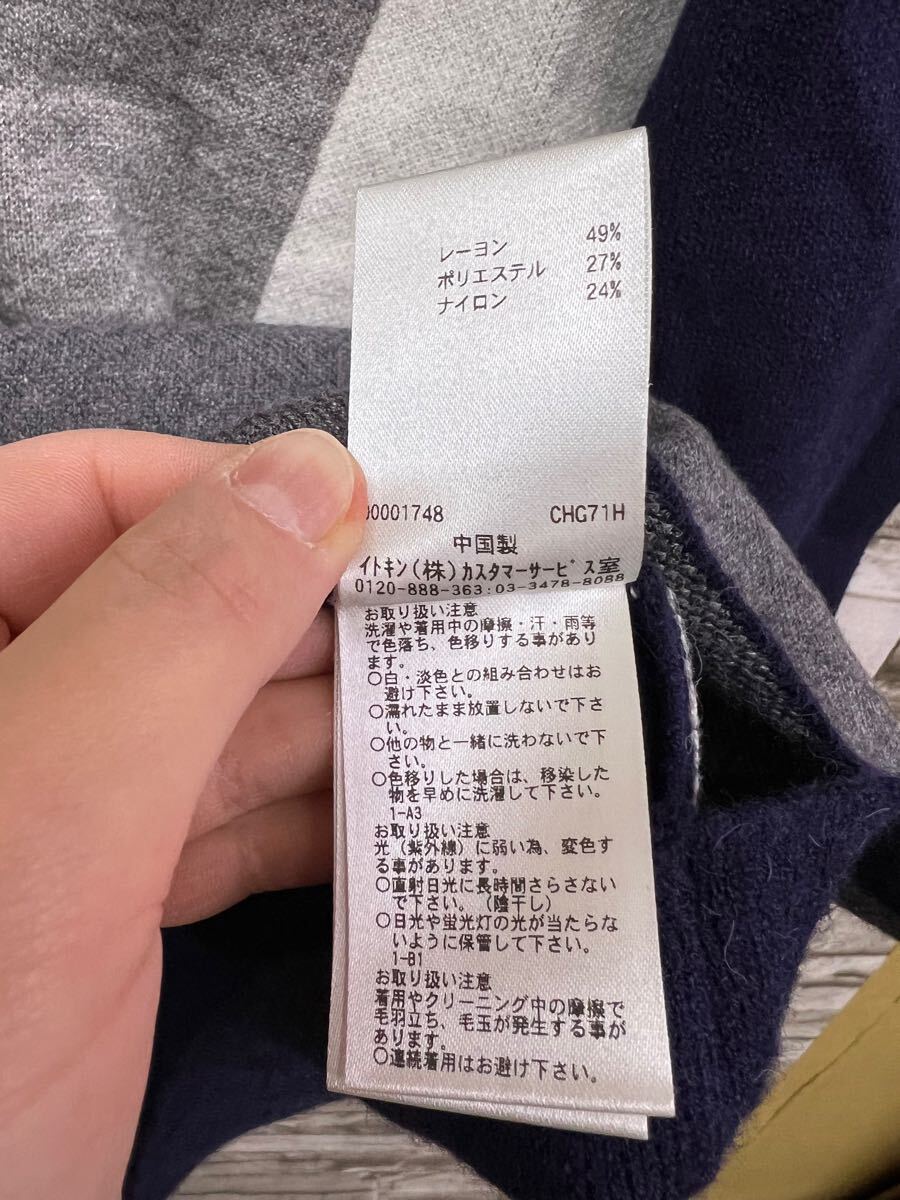 レーヨン 49%
ポリエステル 27%
ナイロン 24%
00001748 CHG71H
中国製
イトキン(株)カスタマーサービス室
0120-888-363:03-3478-8088
お取り扱い注意
洗濯や着用中の摩擦・汗・雨等
で色落ち、色移りする事があり
ます。
○白・淡色との組み合わせはお
避け下さい。
○濡れたまま放置しないで下さ
い。
○他の物と一緒に洗わないで下
さい。
○色移りした場合は、移染した
物を早めに洗濯して下さい。
1-A3
お取り扱い注意
光(紫外線)に弱い為、変色す
る事があります。
○直射日光に長時間さらさない
で下さい。(陰干し)
○日光や蛍光灯の光が当たらな
いように保管して下さい。
1-B1
お取り扱い注意
着用やクリーニング中の摩擦で
毛羽立ち、毛玉が発生する事が
あります。
○連続着用はお避け下さい。